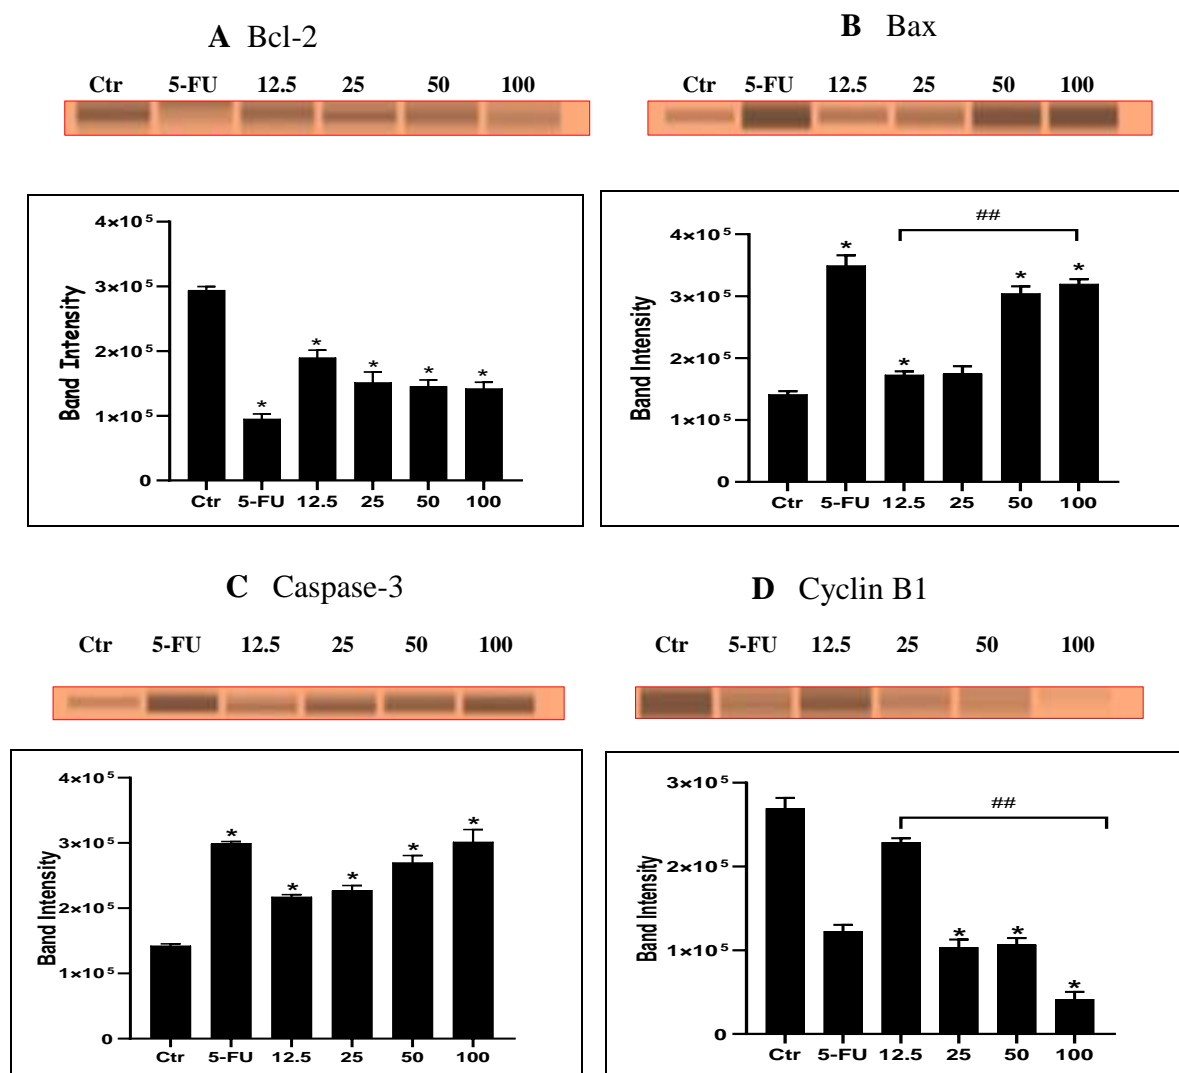 A Bcl-2
Ctr 5-FU 12.5 25 50 100
4×10⁵
3×10⁵
2×10⁵
1×10⁵
0
Band Intensity
* * * * *
Ctr 5-FU 12.5 25 50 100
B Bax
Ctr 5-FU 12.5 25 50 100
##
4×10⁵
3×10⁵
2×10⁵
1×10⁵
0
Band Intensity
* * * *
Ctr 5-FU 12.5 25 50 100
C Caspase-3
Ctr 5-FU 12.5 25 50 100
4×10⁵
3×10⁵
2×10⁵
1×10⁵
0
Band Intensity
* * * * *
Ctr 5-FU 12.5 25 50 100
D Cyclin B1
Ctr 5-FU 12.5 25 50 100
##
3×10⁵
2×10⁵
1×10⁵
0
Band Intensity
* * *
Ctr 5-FU 12.5 25 50 100